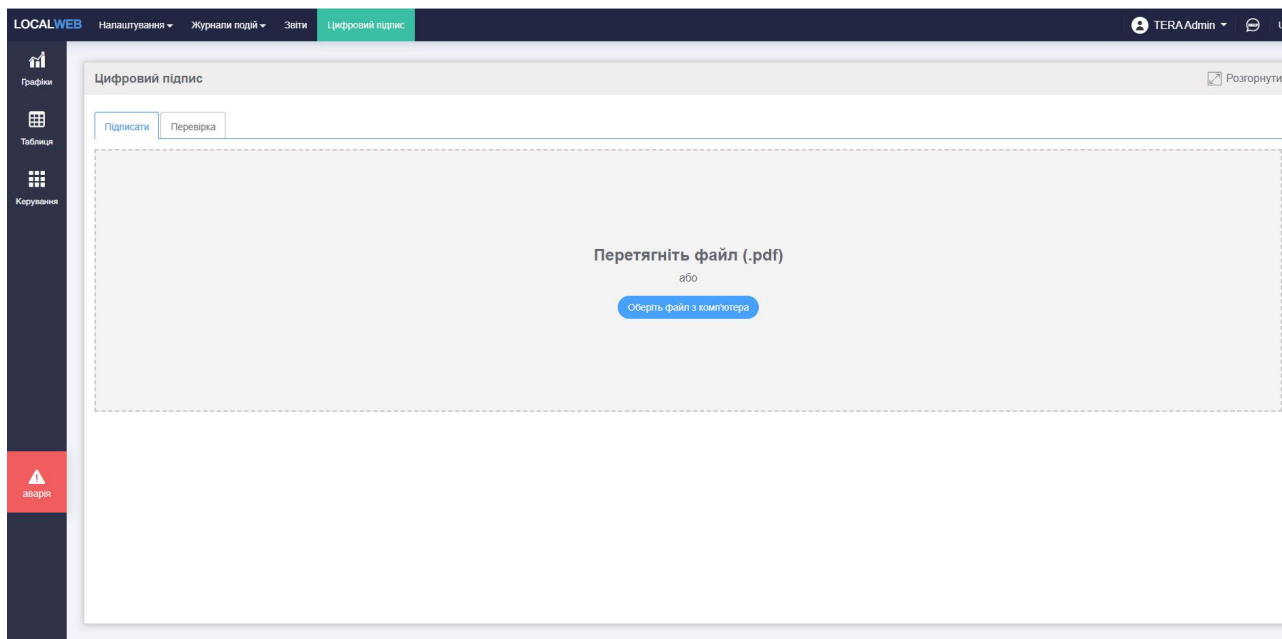 LOCALWEB Налаштування Журнали подій Звіти Цифровий підпис TERA Admin
Графіки
Цифровий підпис Розгорнути
Підписати Перевірка
Таблиця
Керування
Перетягніть файл (.pdf)
або
Оберіть файл з комп'ютера
аварія